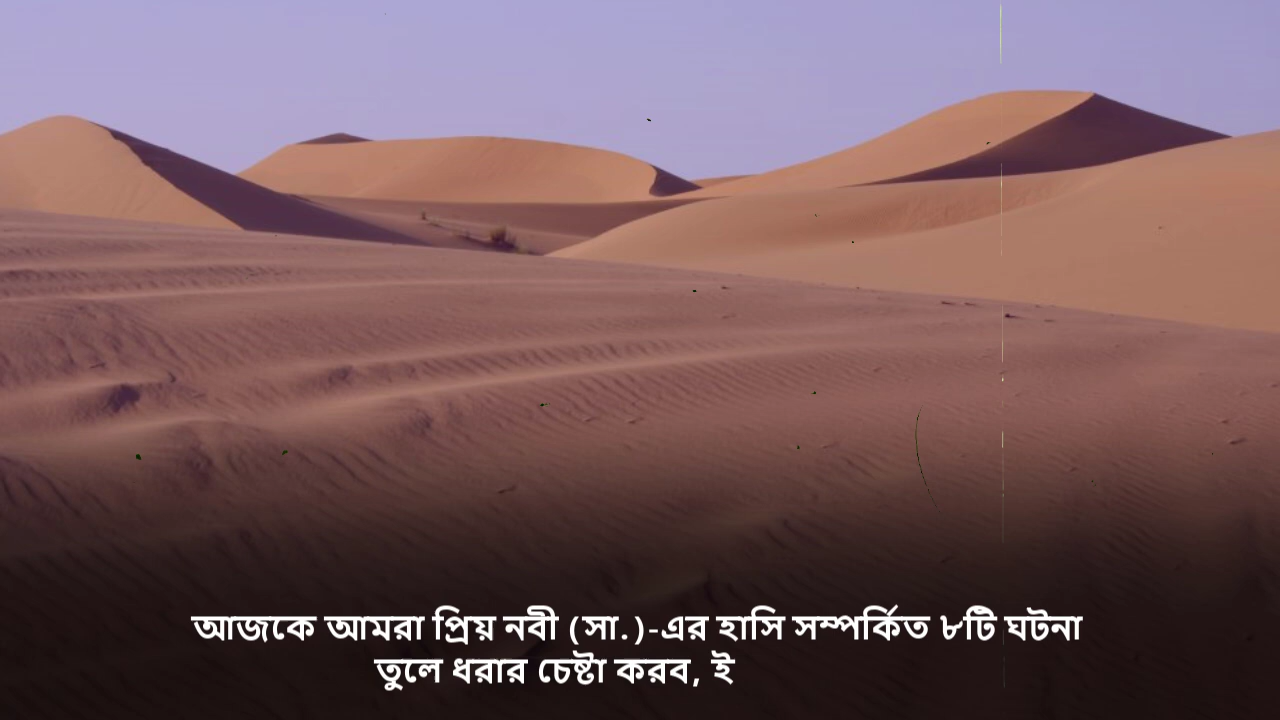 আজকে আমরা প্রিয় নবী (সা.)-এর হাসি সম্পর্কিত ৮টি ঘটনা
তুলে ধরার চেষ্টা করব, ই